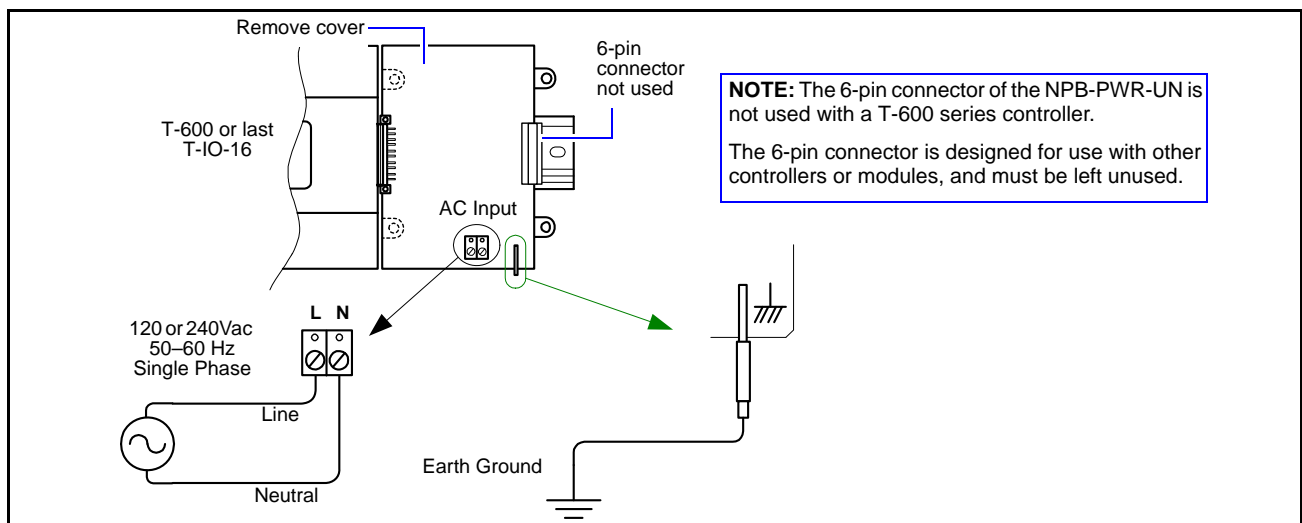 Remove cover
6-pin
connector
not used
NOTE: The 6-pin connector of the NPB-PWR-UN is
not used with a T-600 series controller.
The 6-pin connector is designed for use with other
controllers or modules, and must be left unused.
T-600 or last
T-IO-16
AC Input
L N
120 or 240Vac
50–60 Hz
Single Phase
Line
Neutral
Earth Ground